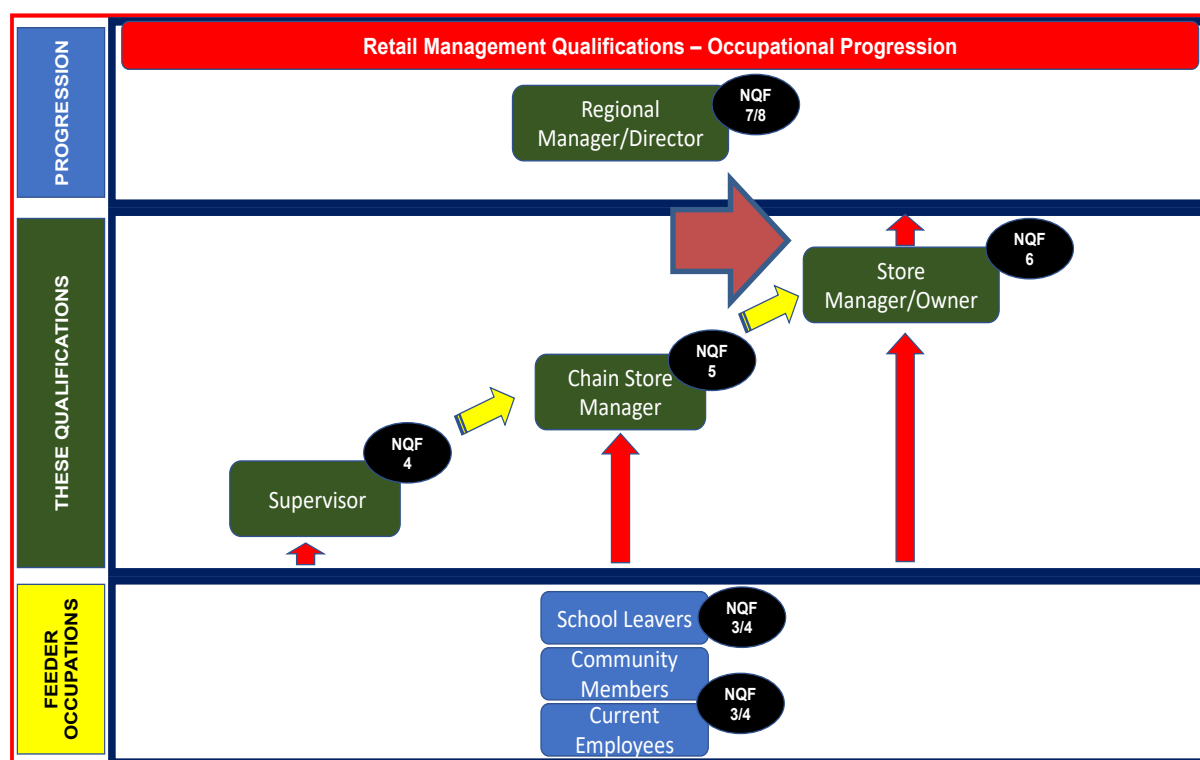 Retail Management Qualifications – Occupational Progression
PROGRESSION
Regional
Manager/Director
NQF
7/8
THESE QUALIFICATIONS
Store
Manager/Owner
NQF
6
Chain Store
Manager
NQF
5
Supervisor
NQF
4
FEEDER
OCCUPATIONS
School Leavers
NQF
3/4
Community
Members
Current
Employees
NQF
3/4